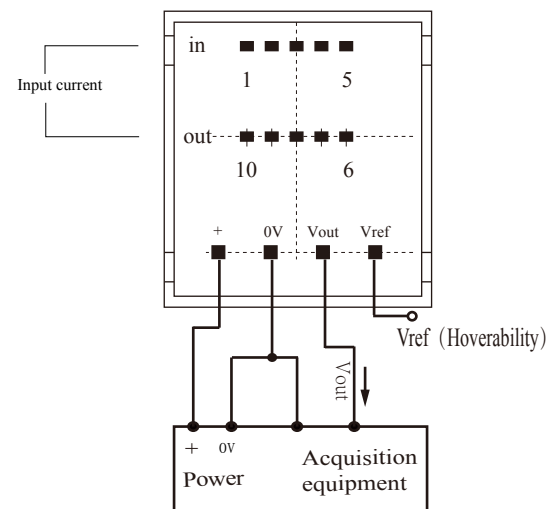 in
1 5
Input current
out
10 6
+ 0V Vout Vref
Vref（Hoverability）
Vout
+ 0V
Power
Acquisition
equipment